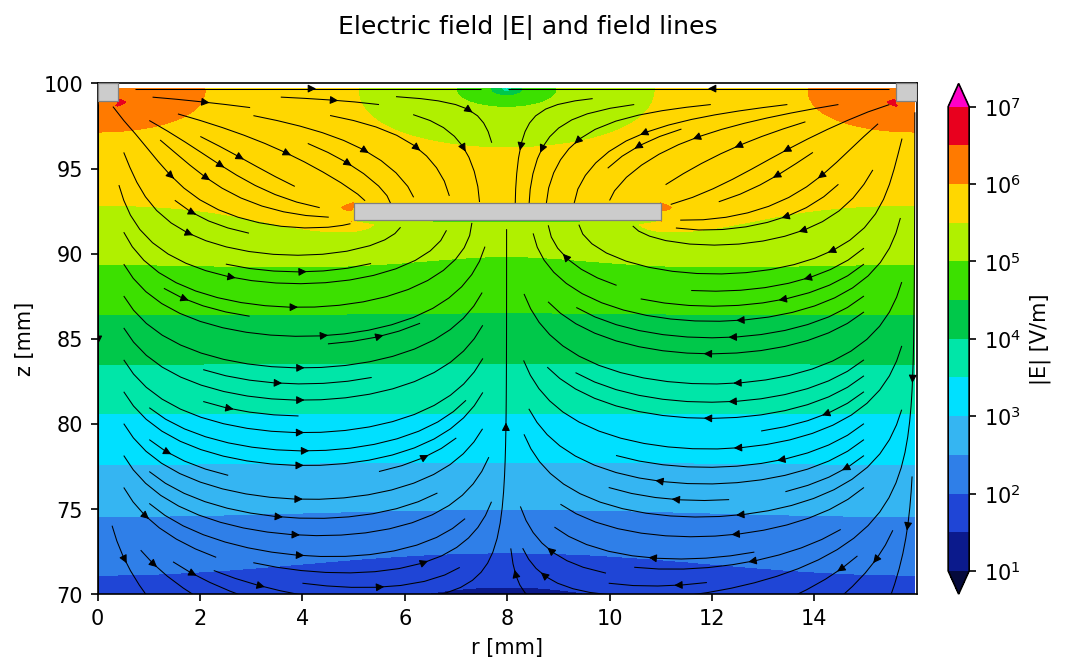 Electric field |E| and field lines
100
95
90
85
80
75
70
z [mm]
0 2 4 6 8 10 12 14
r [mm]
10⁷
10⁶
10⁵
10⁴
10³
10²
10¹
|E| [V/m]